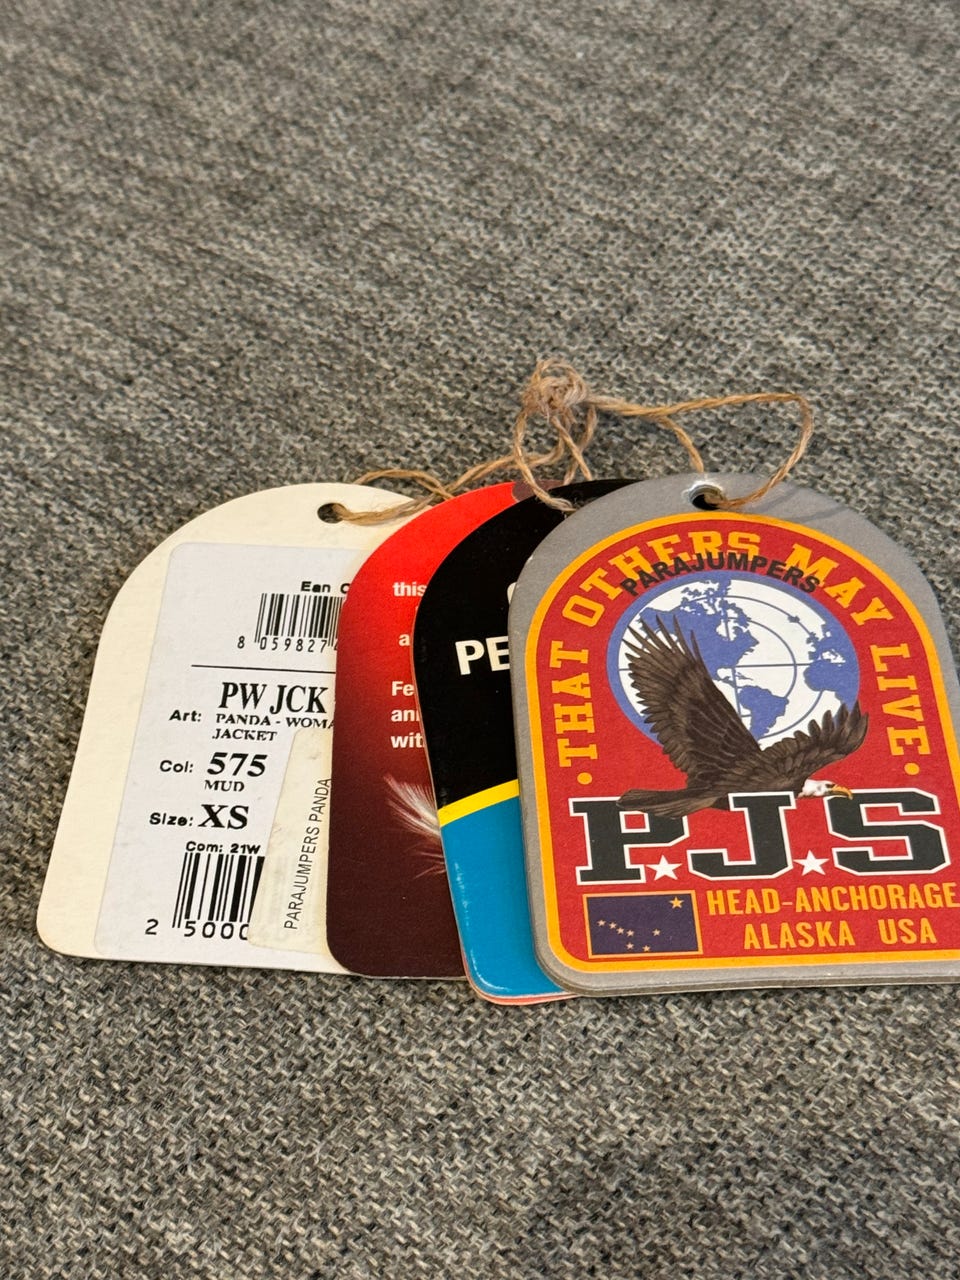 Ean
8 059827
PW JCK
Art: PANDA - WOMA
JACKET
Col: 575
MUD
Size: XS
Com: 21W
2 5000
PARAJUMPERS PANDA
this
a
Fe
an
wit
PE
·THAT OTHERS MAY LIVE·
PARAJUMPERS
P.J.S
HEAD-ANCHORAGE
ALASKA USA